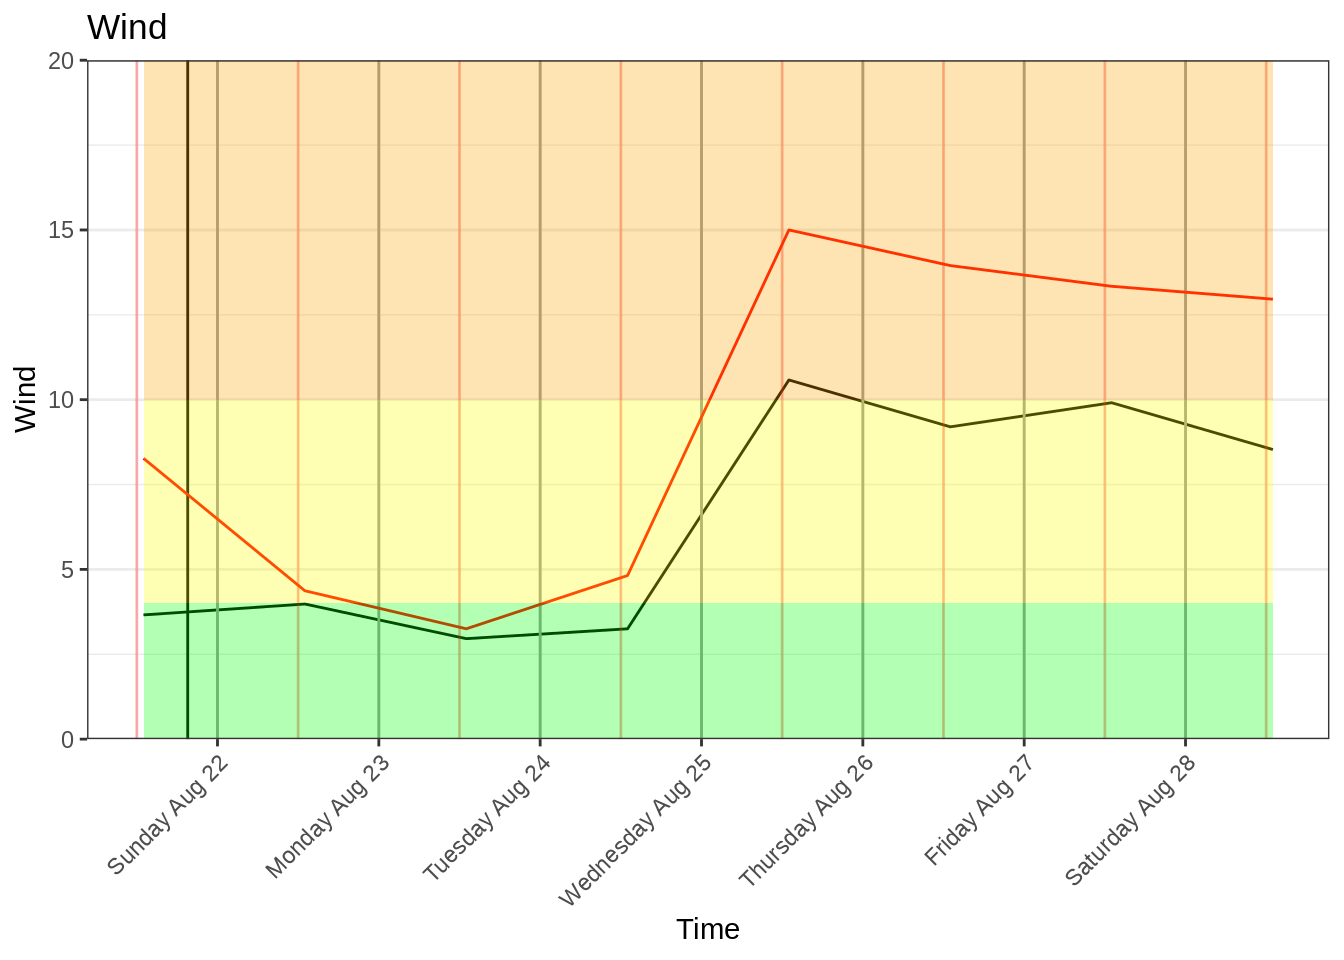 Wind
20
15
10
5
0
Wind
Sunday Aug 22
Monday Aug 23
Tuesday Aug 24
Wednesday Aug 25
Thursday Aug 26
Friday Aug 27
Saturday Aug 28
Time